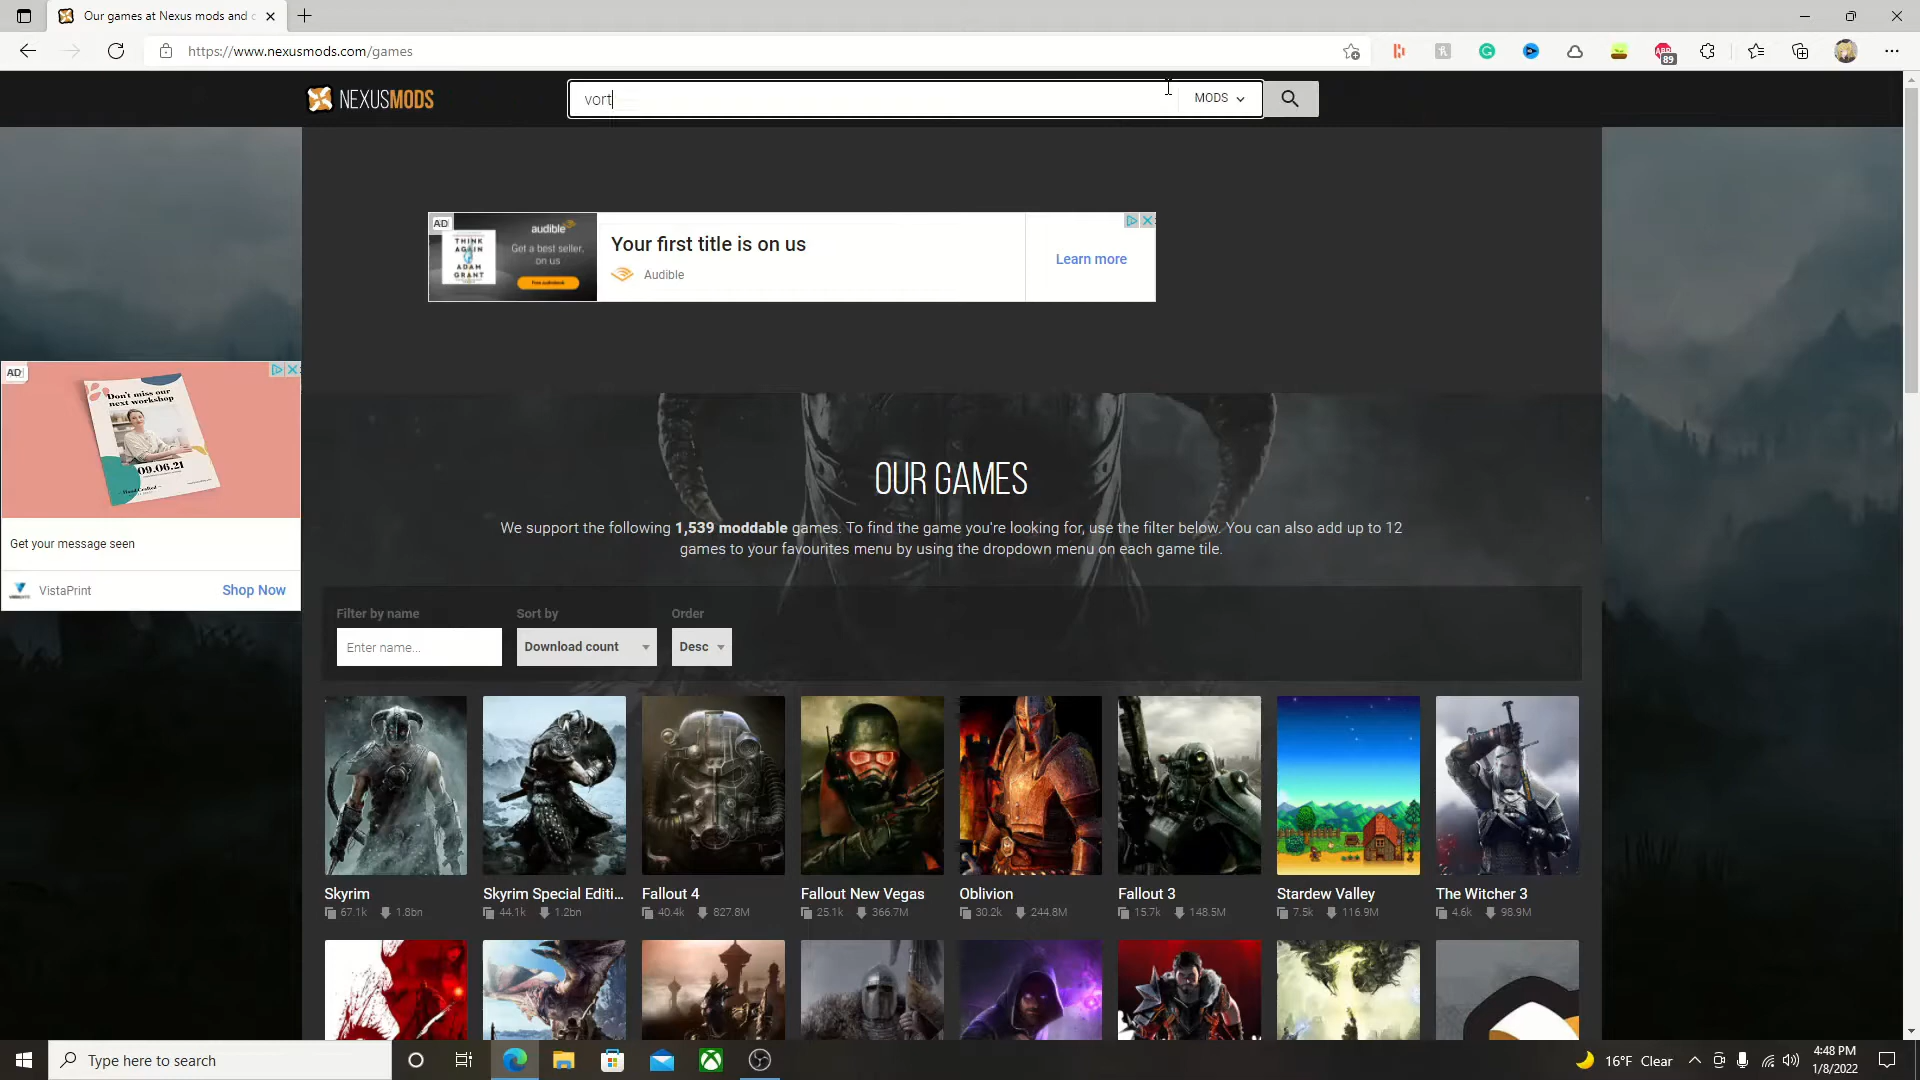 Our games at Nexus mods and c
https://www.nexusmods.com/games
ABP
89
NEXUSMODS
vort
MODS
AD
THINK
AGAIN
ADAM
GRANT
audible
Get a best seller,
on us
Free audiobook
Your first title is on us
Audible
Learn more
AD
Don't miss our
next workshop
09.06.21
Get your message seen
VistaPrint
Shop Now
OUR GAMES
We support the following 1,539 moddable games. To find the game you're looking for, use the filter below. You can also add up to 12
games to your favourites menu by using the dropdown menu on each game tile.
Filter by name
Sort by
Order
Enter name...
Download count
Desc
Skyrim
Skyrim Special Editi...
Fallout 4
Fallout New Vegas
Oblivion
Fallout 3
Stardew Valley
The Witcher 3
67.1k 1.8bn
44.1k 1.2bn
40.4k 827.8M
25.1k 366.7M
30.2k 244.8M
15.7k 148.5M
7.5k 116.9M
4.6k 98.9M
Type here to search
16°F Clear
4:48 PM
1/8/2022